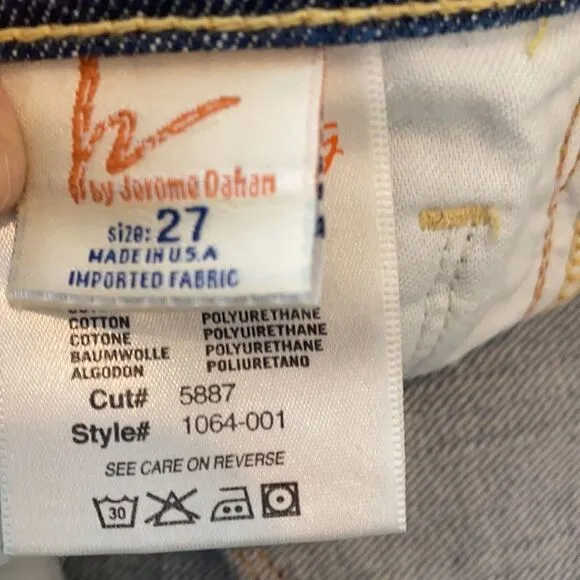 by Jerome Dahan
size: 27
MADE IN U.S.A
IMPORTED FABRIC
COTTON POLYURETHANE
COTONE POLYUIRETHANE
BAUMWOLLE POLYURETHANE
ALGODON POLIURETANO
Cut# 5887
Style# 1064-001
SEE CARE ON REVERSE
30